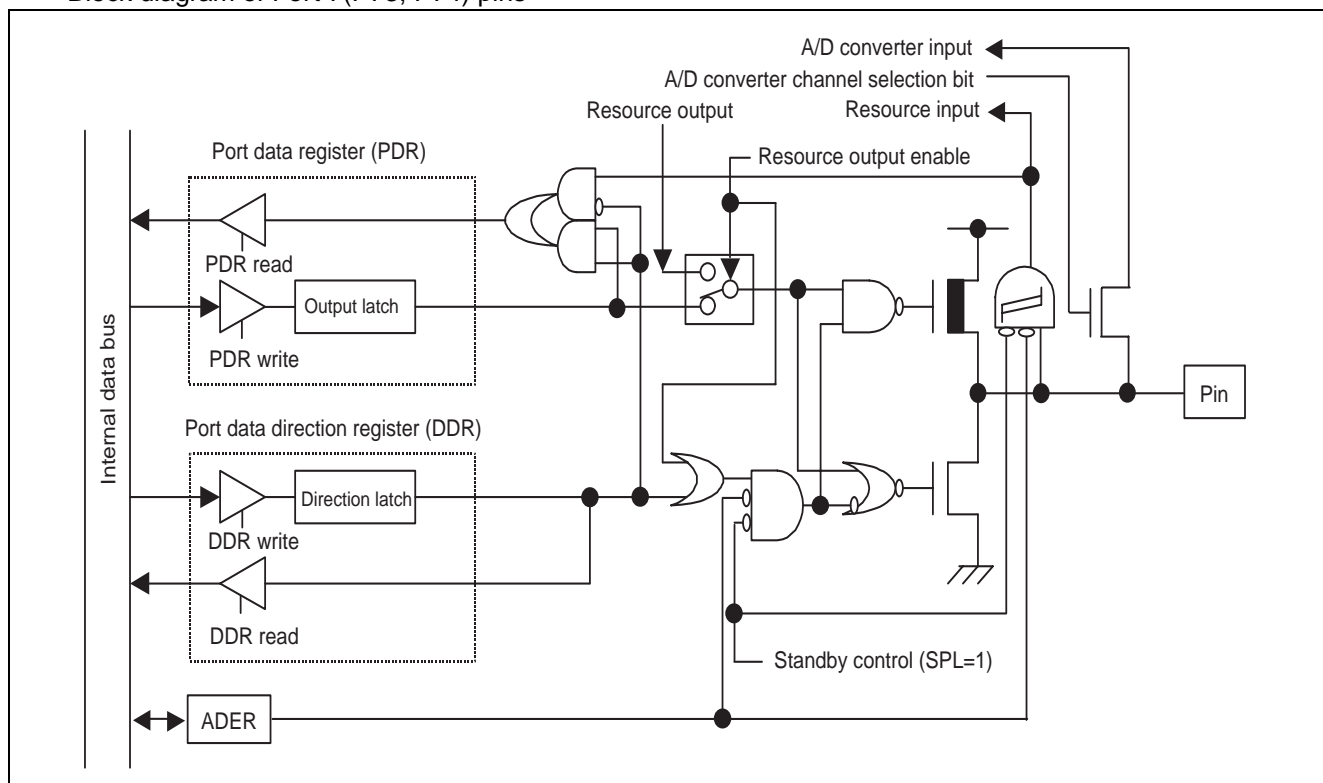 A/D converter input
A/D converter channel selection bit
Resource output
Resource input
Port data register (PDR)
Resource output enable
PDR read
Output latch
PDR write
Internal data bus
Pin
Port data direction register (DDR)
Direction latch
DDR write
DDR read
Standby control (SPL=1)
ADER